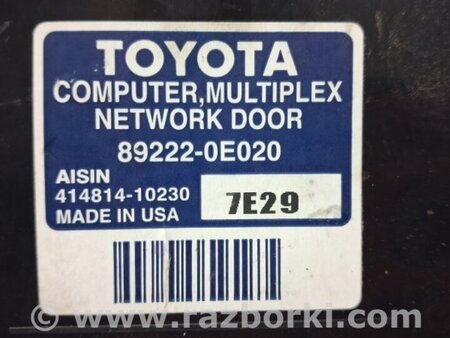 TOYOTA
COMPUTER,MULTIPLEX
NETWORK DOOR
89222-0E020
AISIN
414814-10230
MADE IN USA
7E29
© www.razborki.com